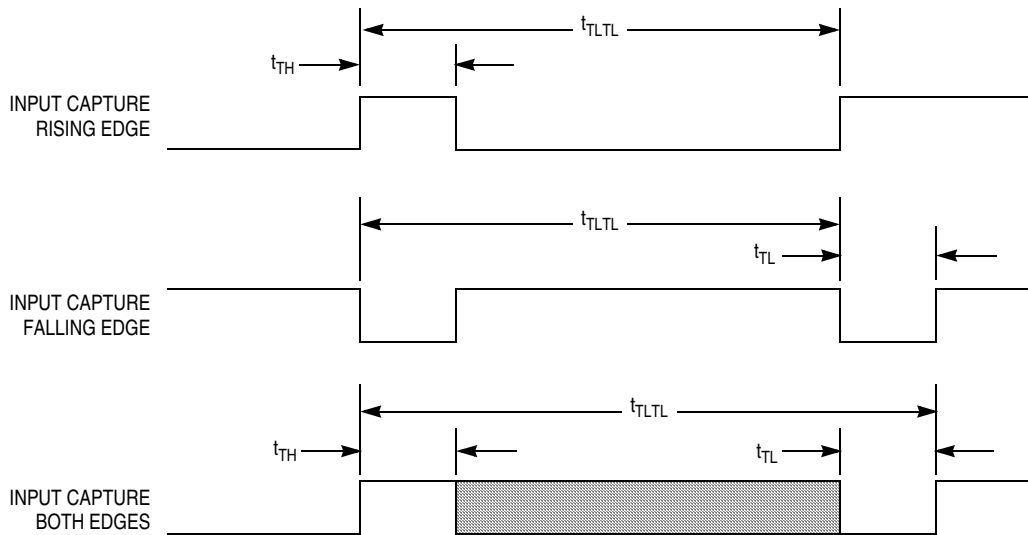 tTLTL
tTH
INPUT CAPTURE
RISING EDGE
tTLTL
tTL
INPUT CAPTURE
FALLING EDGE
tTLTL
tTH
tTL
INPUT CAPTURE
BOTH EDGES